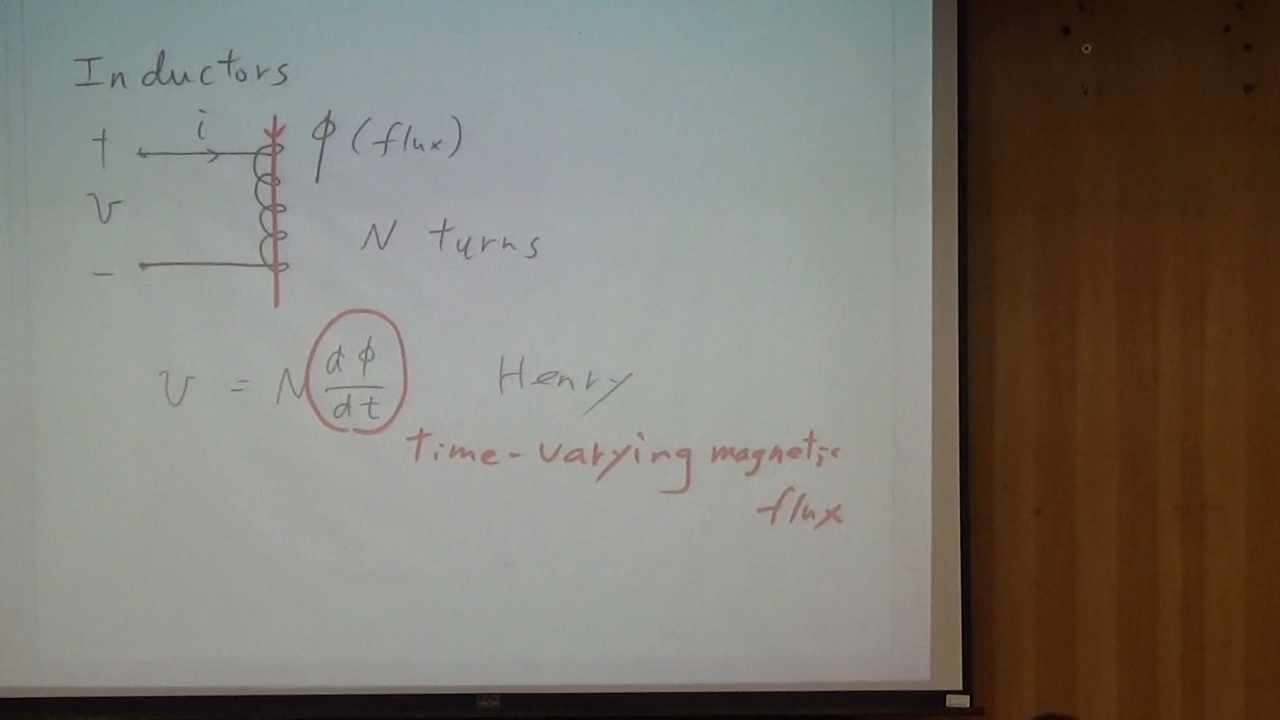 Inductors
+ i ϕ (flux)
v
N turns
−
v = N dϕ/dt Henry
Time-varying magnetic
flux